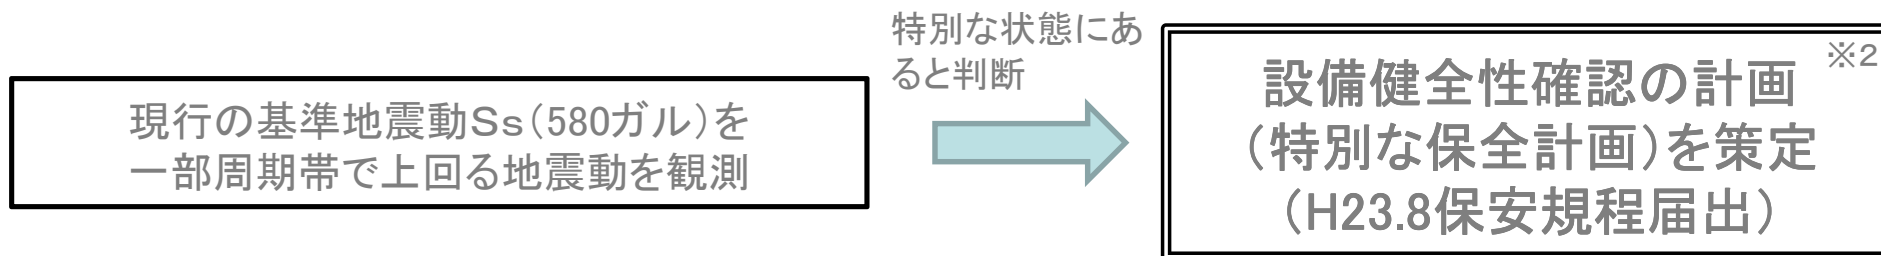 現行の基準地震動Ss(580ガル)を
一部周期帯で上回る地震動を観測
特別な状態にあ
ると判断
設備健全性確認の計画 ※2
(特別な保全計画)を策定
(H23.8保安規程届出)